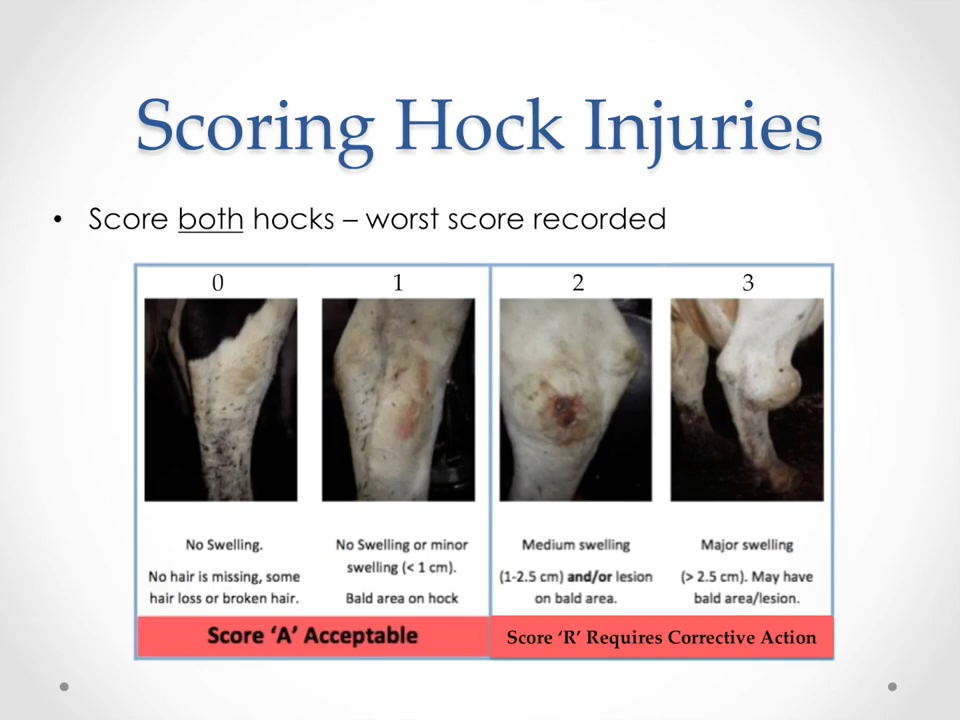 Scoring Hock Injuries
• Score both hocks – worst score recorded
0 1 2 3
No Swelling.
No hair is missing, some
hair loss or broken hair.
No Swelling or minor
swelling (< 1 cm).
Bald area on hock
Medium swelling
(1-2.5 cm) and/or lesion
on bald area.
Major swelling
(> 2.5 cm). May have
bald area/lesion.
Score ‘A’ Acceptable
Score ‘R’ Requires Corrective Action